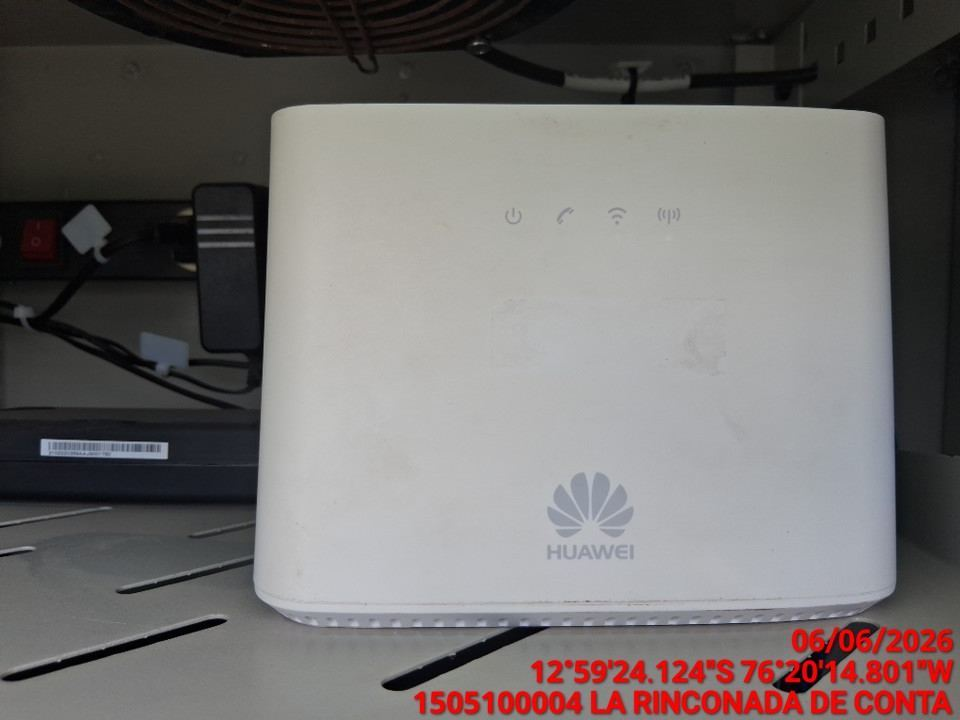 HUAWEI
06/06/2026
12°59'24.124"S 76°20'14.801"W
1505100004 LA RINCONADA DE CONTA